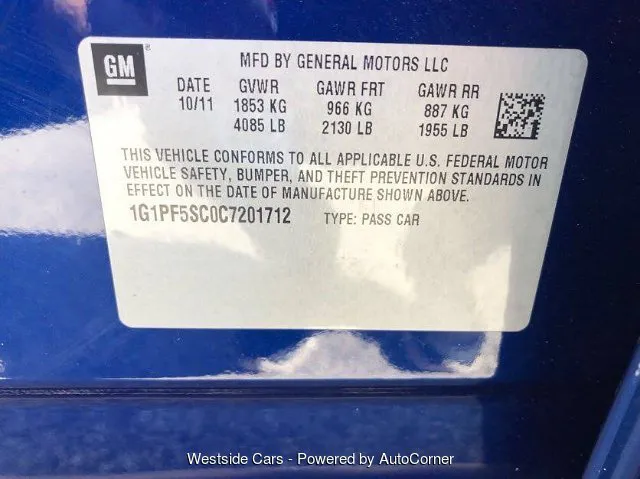 GM ®
MFD BY GENERAL MOTORS LLC
DATE GVWR GAWR FRT GAWR RR
10/11 1853 KG 966 KG 887 KG
4085 LB 2130 LB 1955 LB
THIS VEHICLE CONFORMS TO ALL APPLICABLE U.S. FEDERAL MOTOR
VEHICLE SAFETY, BUMPER, AND THEFT PREVENTION STANDARDS IN
EFFECT ON THE DATE OF MANUFACTURE SHOWN ABOVE.
1G1PF5SC0C7201712 TYPE: PASS CAR
Westside Cars - Powered by AutoCorner